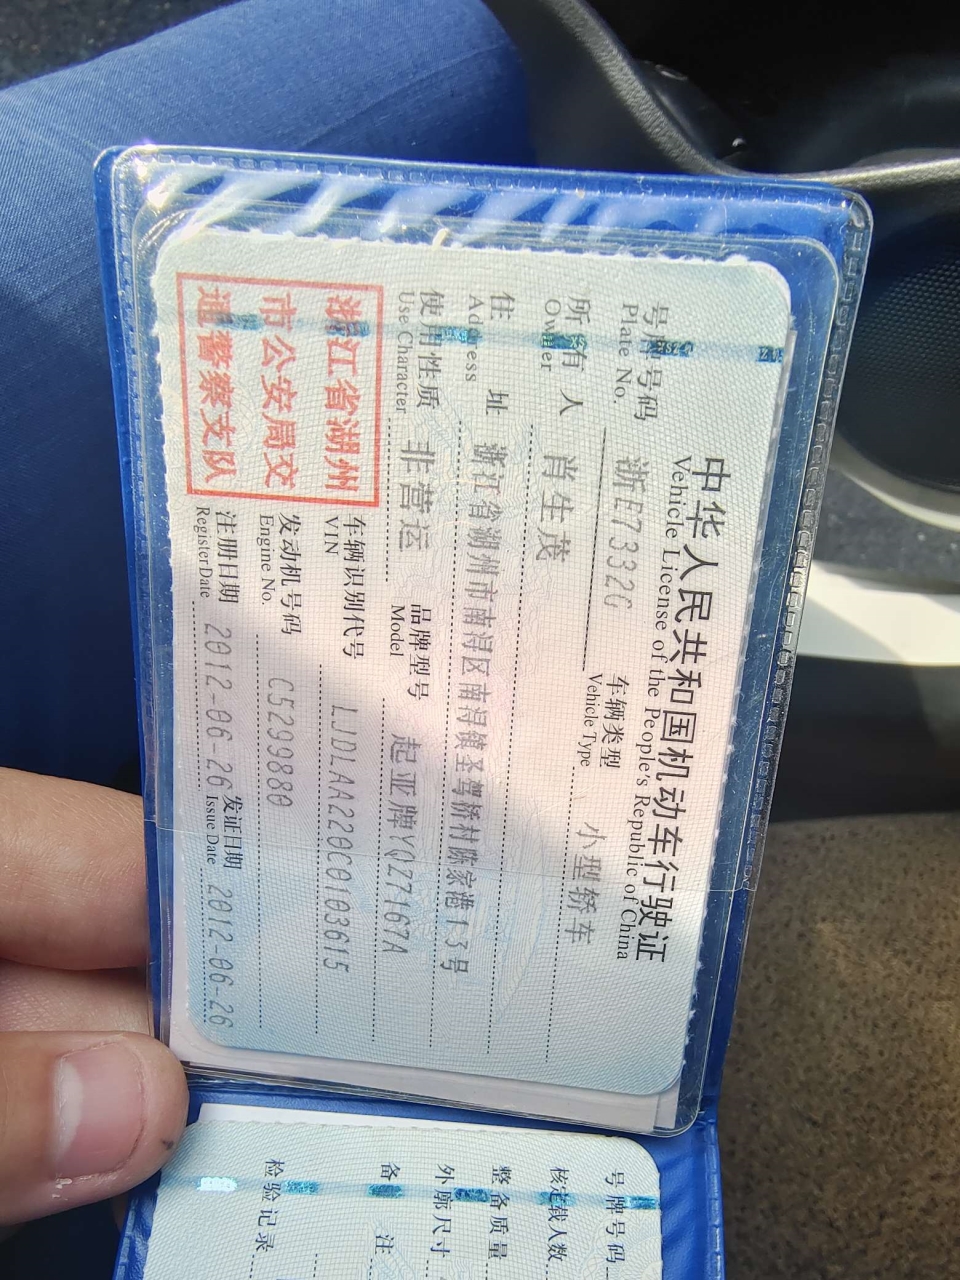 中华人民共和国机动车行驶证
Vehicle License of the People's Republic of China
号牌号码 浙E7332G 车辆类型 小型轿车
Plate No. Vehicle Type
所有人 肖生茂
Owner
住址 浙江省湖州市南浔区南浔镇圣驾桥村陈家港13号
Address
使用性质 非营运 品牌型号 起亚牌YQZ7167A
Use Character Model
浙江省湖州
市公安局交
通警察支队
车辆识别代号 LJDLAA220C0103615
VIN
发动机号码 C5299880
Engine No.
注册日期 2012-06-26 发证日期 2012-06-26
Register Date Issue Date
号牌号码
核定载人数
整备质量
外廓尺寸
备注
检验记录